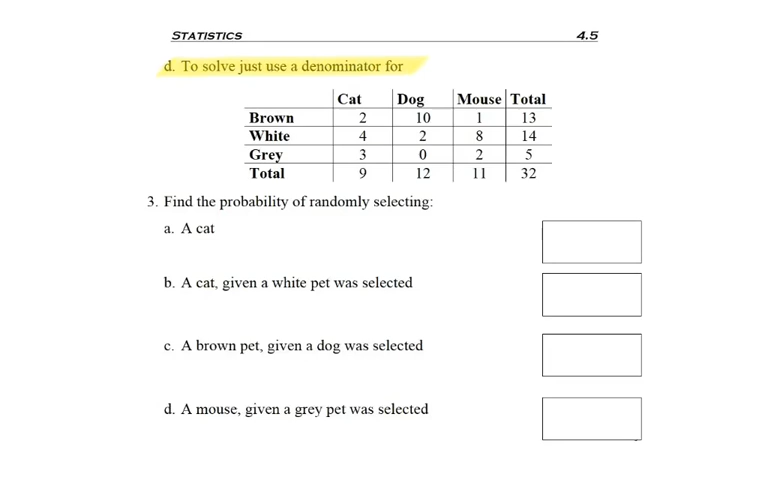 STATISTICS 4.5
d. To solve just use a denominator for
Cat Dog Mouse Total
Brown 2 10 1 13
White 4 2 8 14
Grey 3 0 2 5
Total 9 12 11 32
3. Find the probability of randomly selecting:
a. A cat
b. A cat, given a white pet was selected
c. A brown pet, given a dog was selected
d. A mouse, given a grey pet was selected